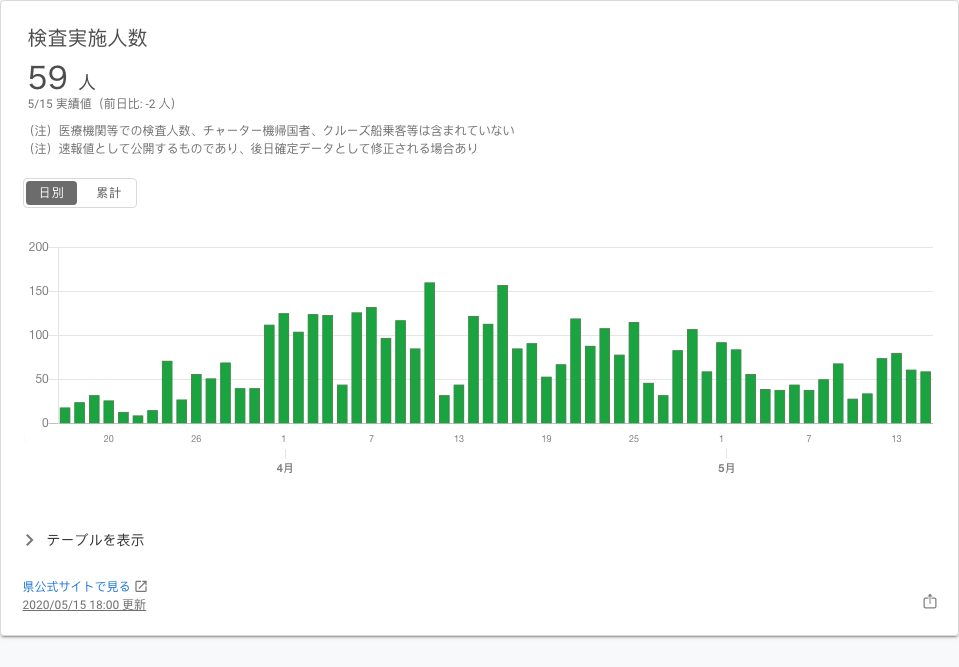 検査実施人数
59 人
5/15 実績値（前日比: -2 人）
（注）医療機関等での検査人数、チャーター機帰国者、クルーズ船乗客等は含まれていない
（注）速報値として公開するものであり、後日確定データとして修正される場合あり
日別 累計
200
150
100
50
0
20 26 1 7 13 19 25 1 7 13
4月 5月
テーブルを表示
県公式サイトで見る
2020/05/15 18:00 更新